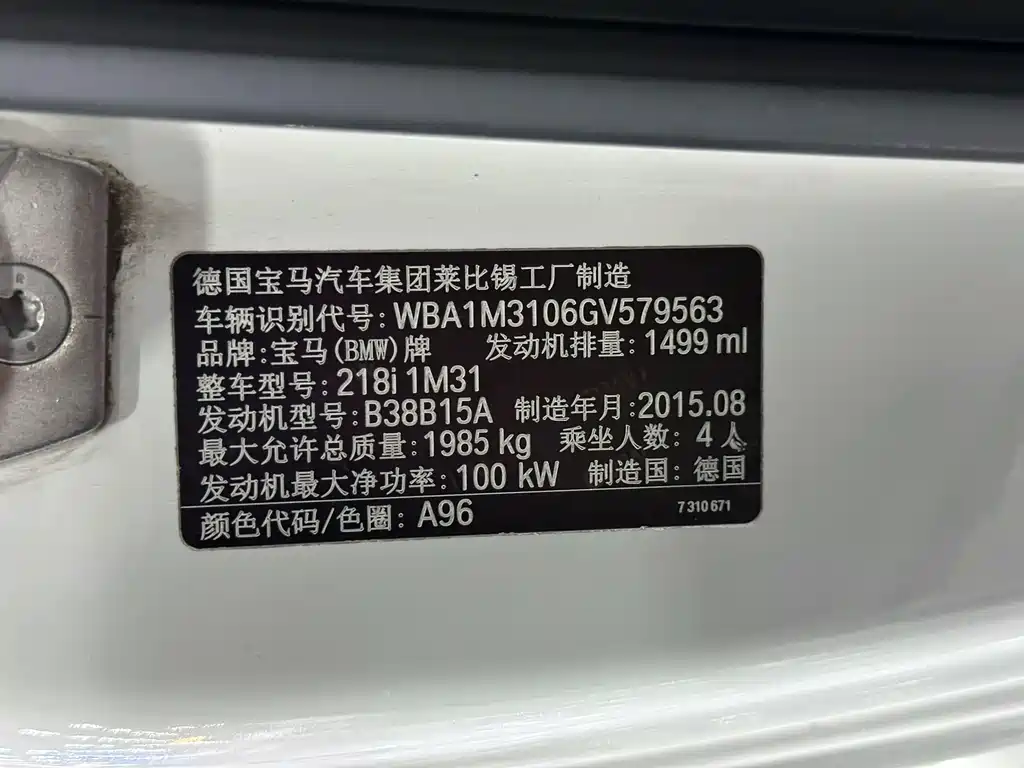 德国宝马汽车集团莱比锡工厂制造
车辆识别代号: WBA1M3106GV579563
品牌:宝马(BMW)牌 发动机排量: 1499 ml
整车型号: 218i 1M31
发动机型号: B38B15A 制造年月:2015.08
最大允许总质量: 1985 kg 乘坐人数: 4人
发动机最大净功率: 100 kW 制造国: 德国
颜色代码/色圈: A96 7 310 671